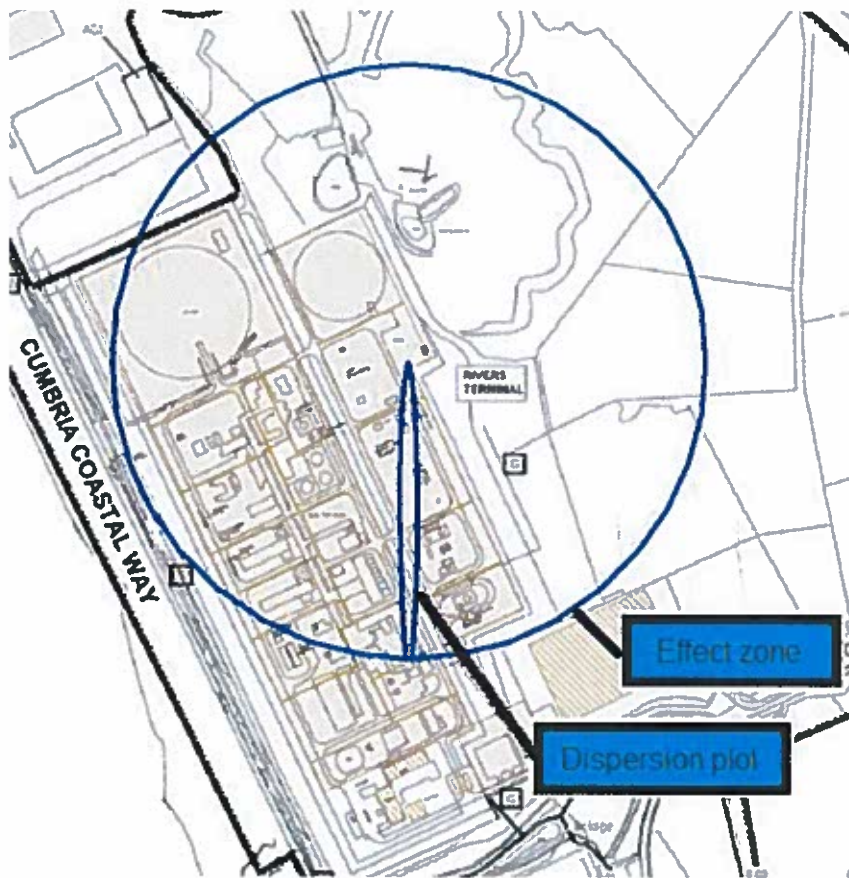 RIVERS
TERMINAL
CUMBRIA COASTAL WAY
G
Effect zone
Dispersion plot
G